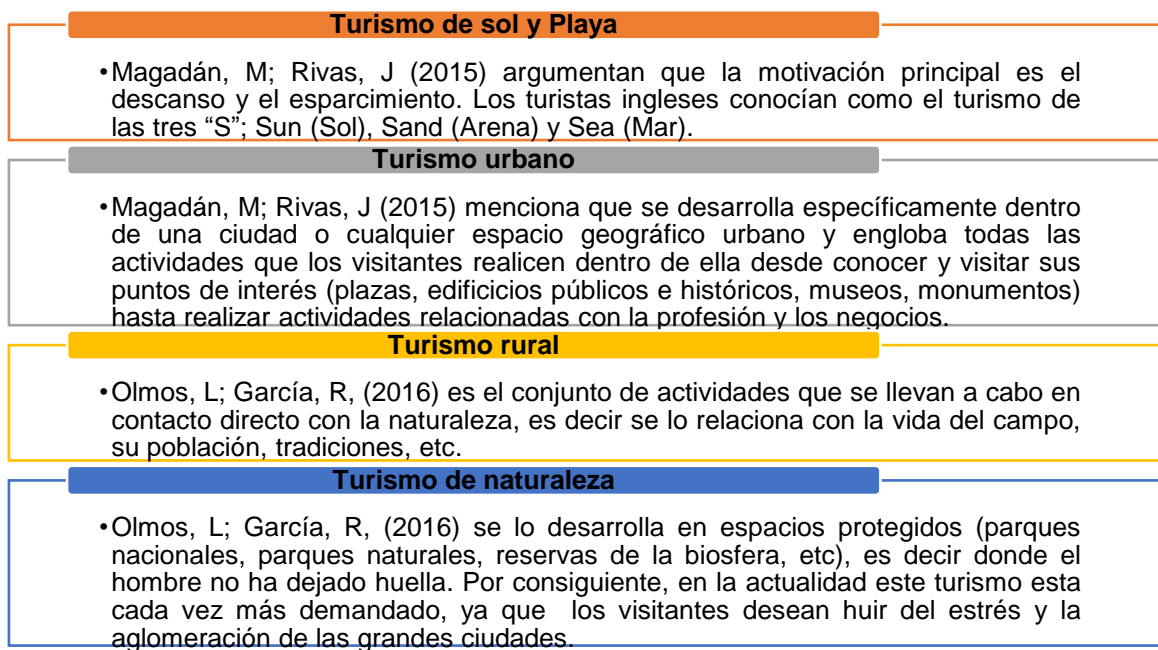 Turismo de sol y Playa
•Magadán, M; Rivas, J (2015) argumentan que la motivación principal es el
descanso y el esparcimiento. Los turistas ingleses conocían como el turismo de
las tres “S”; Sun (Sol), Sand (Arena) y Sea (Mar).
Turismo urbano
•Magadán, M; Rivas, J (2015) menciona que se desarrolla específicamente dentro
de una ciudad o cualquier espacio geográfico urbano y engloba todas las
actividades que los visitantes realicen dentro de ella desde conocer y visitar sus
puntos de interés (plazas, edificicios públicos e históricos, museos, monumentos)
hasta realizar actividades relacionadas con la profesión y los negocios.
Turismo rural
•Olmos, L; García, R, (2016) es el conjunto de actividades que se llevan a cabo en
contacto directo con la naturaleza, es decir se lo relaciona con la vida del campo,
su población, tradiciones, etc.
Turismo de naturaleza
•Olmos, L; García, R, (2016) se lo desarrolla en espacios protegidos (parques
nacionales, parques naturales, reservas de la biosfera, etc), es decir donde el
hombre no ha dejado huella. Por consiguiente, en la actualidad este turismo esta
cada vez más demandado, ya que los visitantes desean huir del estrés y la
aglomeración de las grandes ciudades.